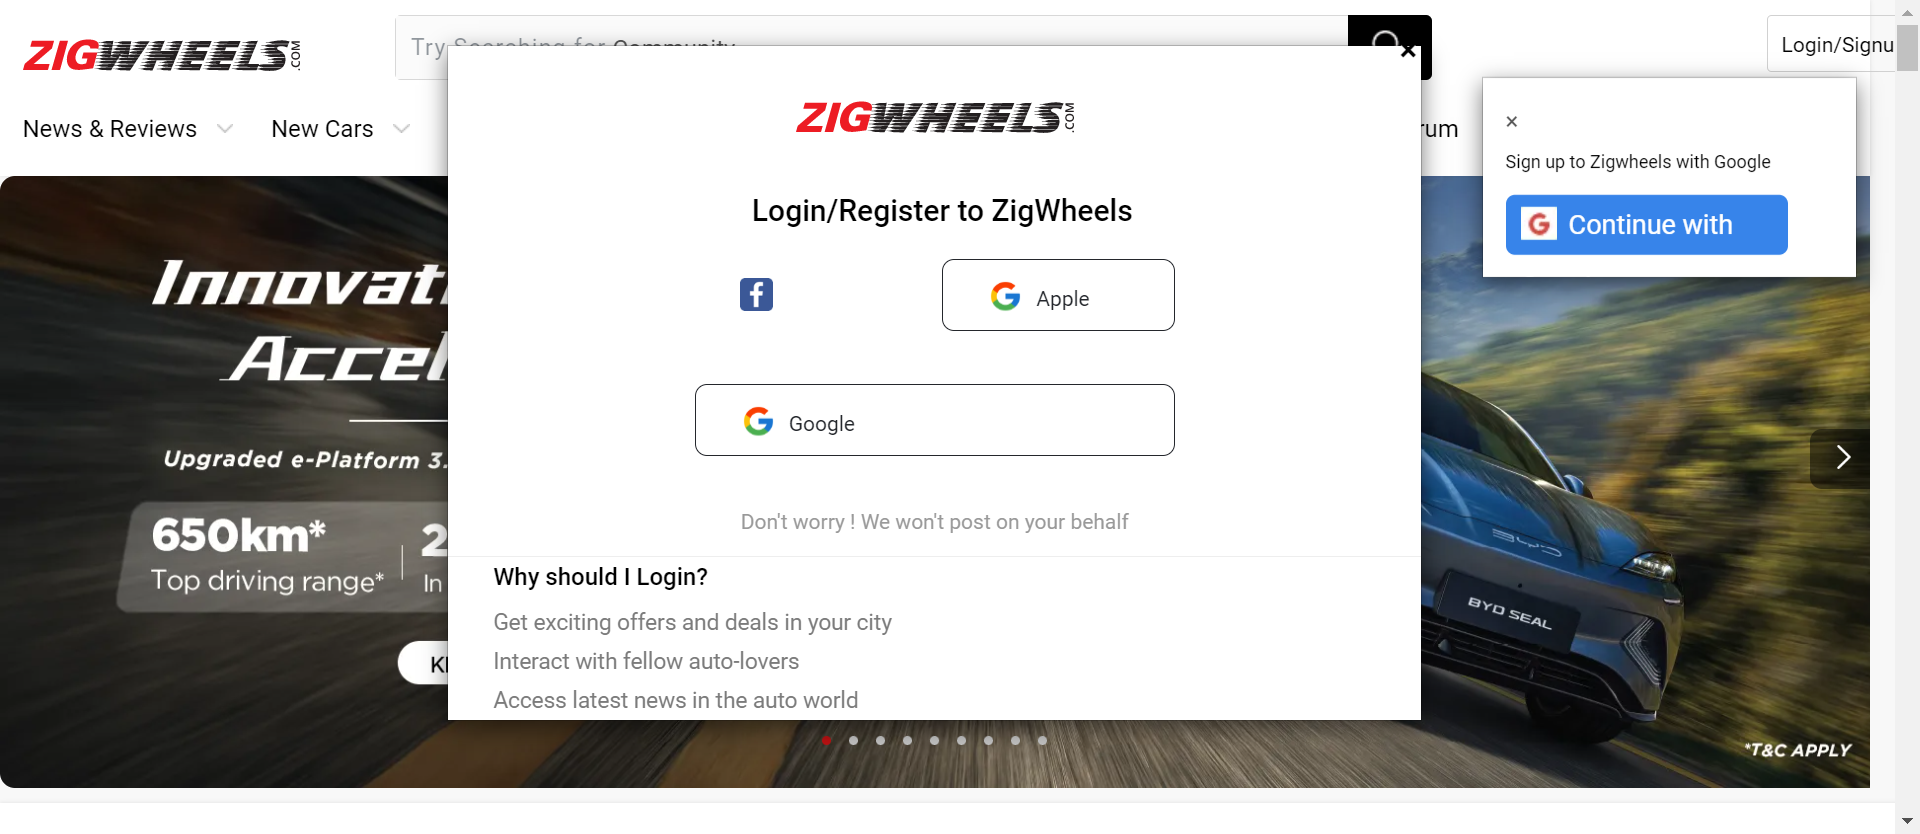 ZIGWHEELS.COM
Try Searching for Community
Login/Signu
News & Reviews
New Cars
rum
ZIGWHEELS.COM
Login/Register to ZigWheels
Apple
Google
Don't worry ! We won't post on your behalf
Why should I Login?
Get exciting offers and deals in your city
Interact with fellow auto-lovers
Access latest news in the auto world
×
Sign up to Zigwheels with Google
G Continue with
Innovat
Accel
Upgraded e-Platform 3.
650km*
Top driving range*
2
In
K
BYD
BYD SEAL
*T&C APPLY